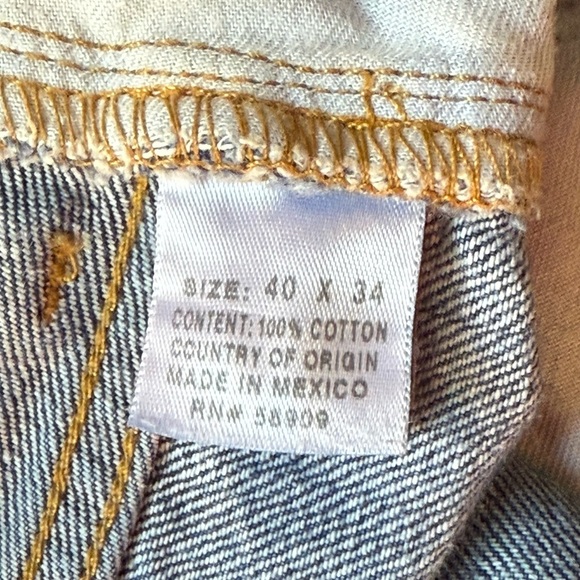 SIZE: 40 X 34
CONTENT: 100% COTTON
COUNTRY OF ORIGIN
MADE IN MEXICO
RN# 58909